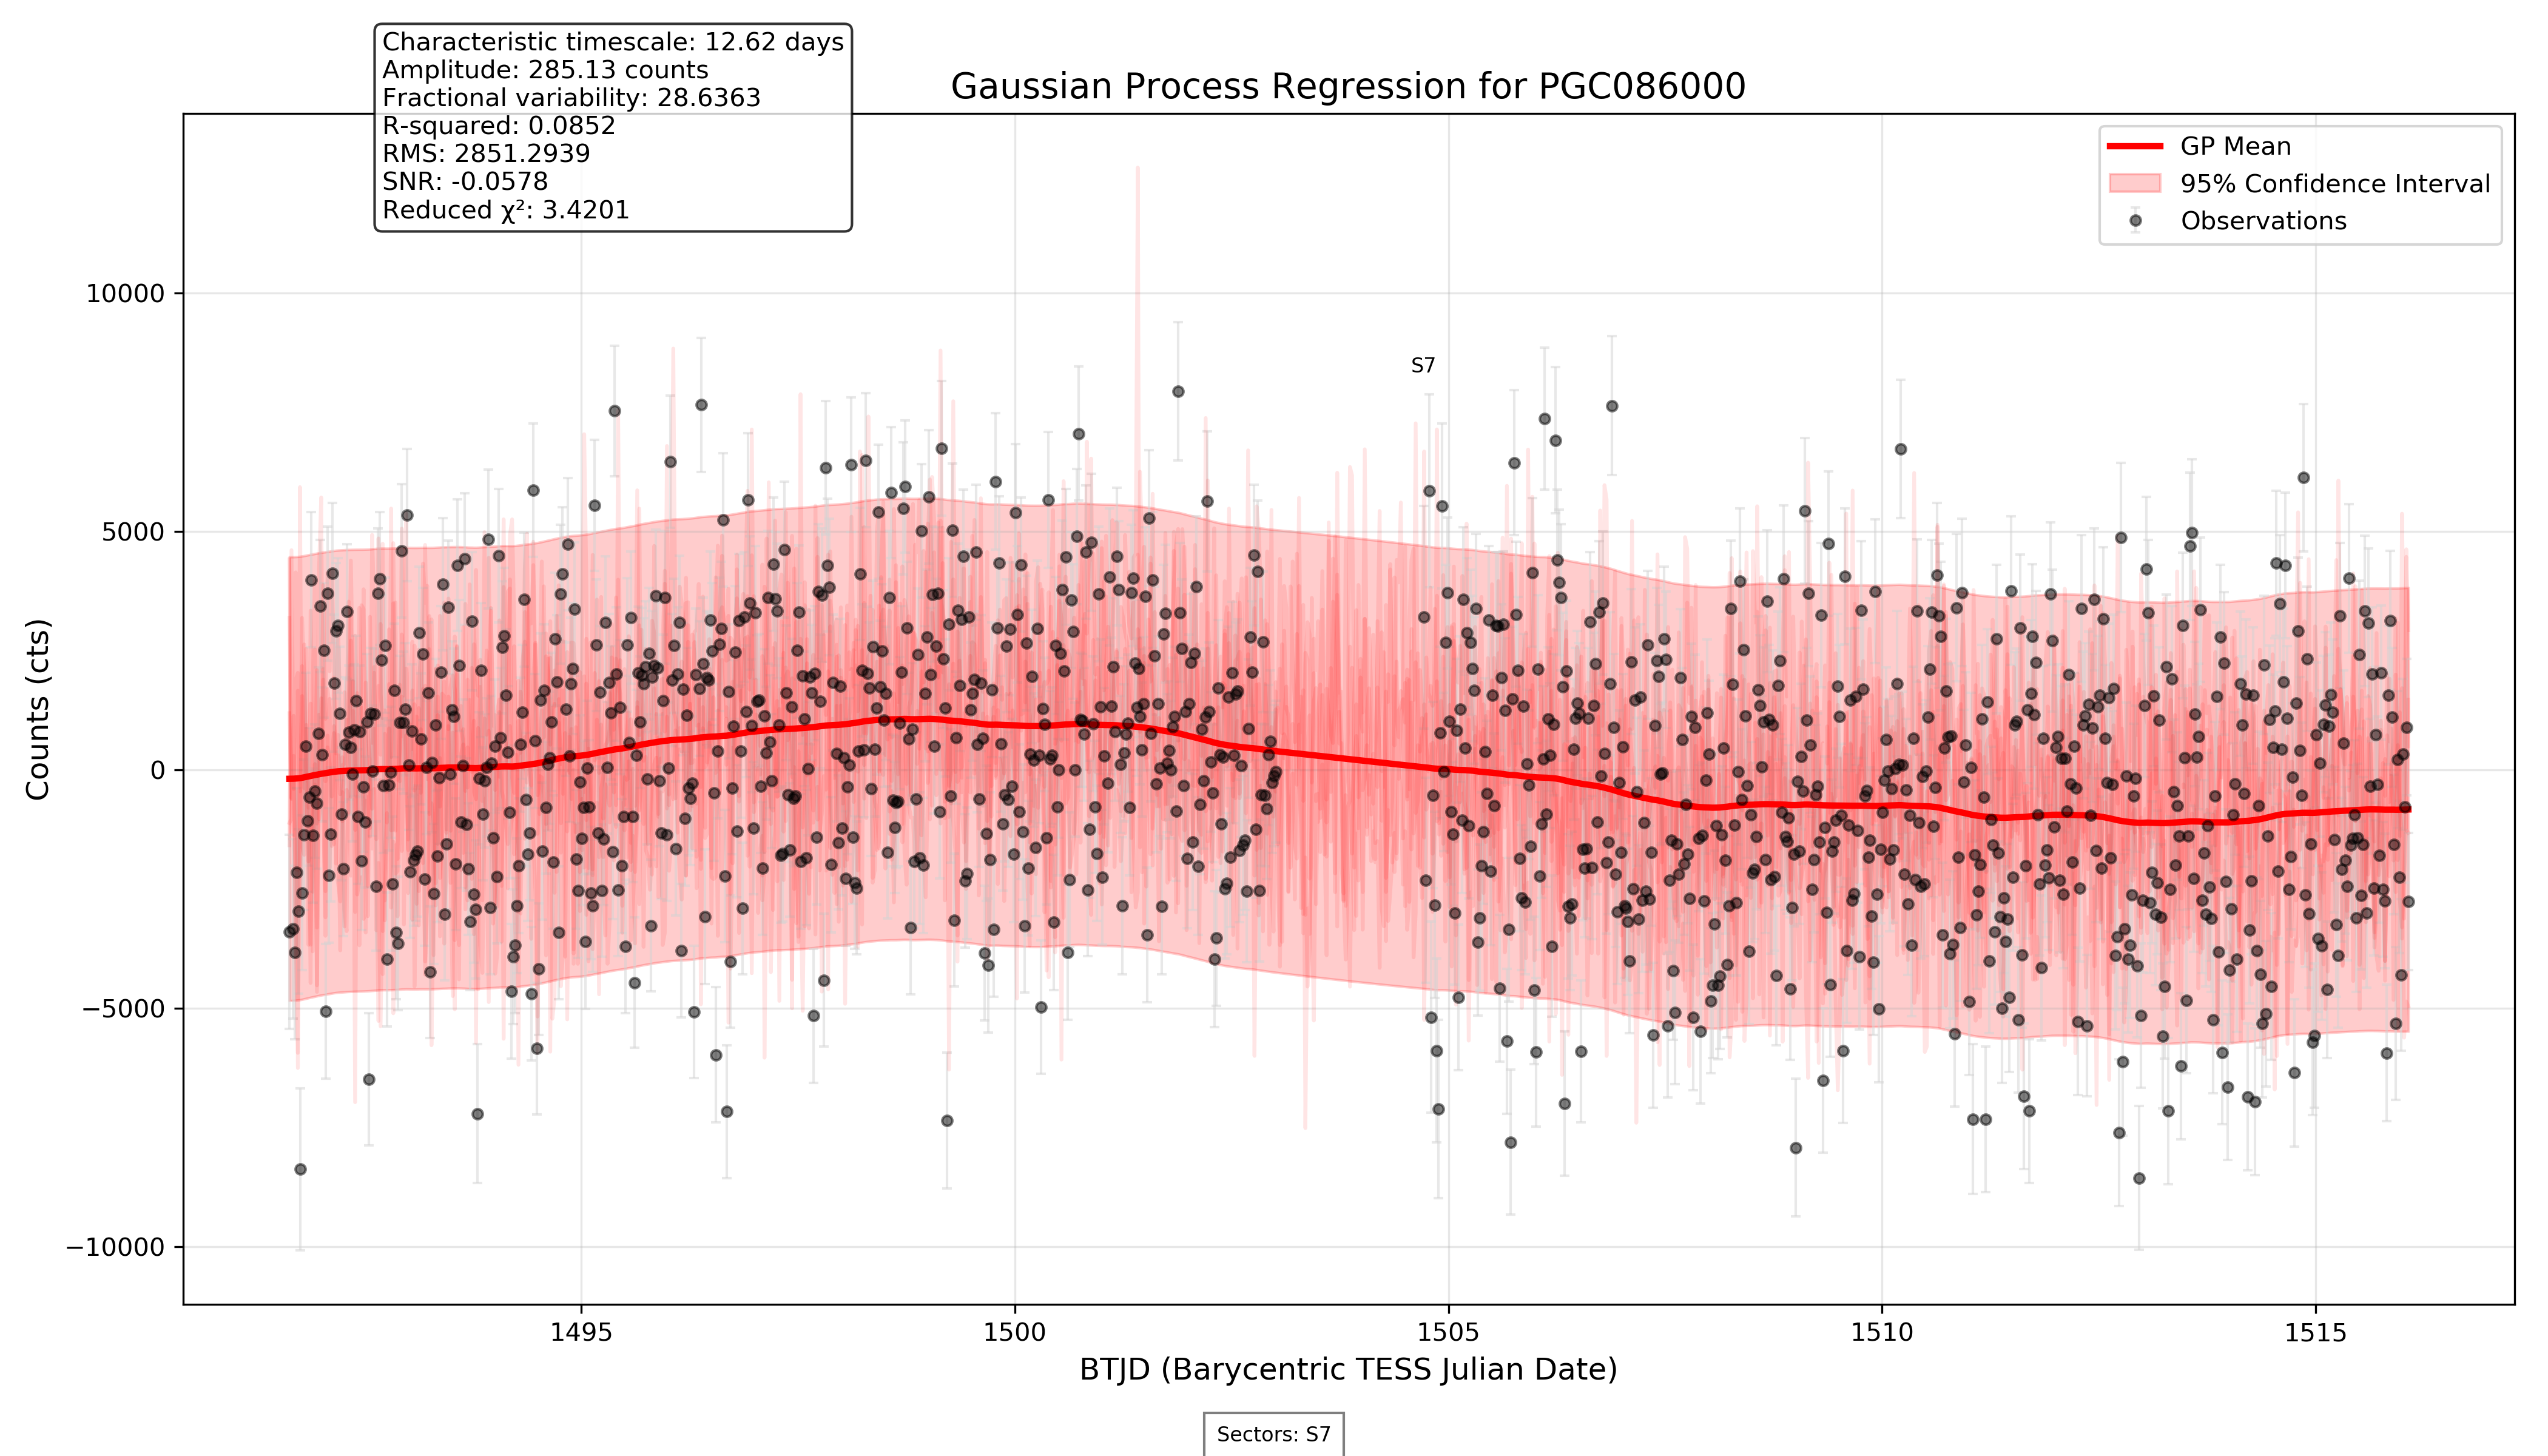 Characteristic timescale: 12.62 days
Amplitude: 285.13 counts
Fractional variability: 28.6363
R-squared: 0.0852
RMS: 2851.2939
SNR: -0.0578
Reduced χ²: 3.4201
Gaussian Process Regression for PGC086000
GP Mean
95% Confidence Interval
Observations
S7
Counts (cts)
10000
5000
0
−5000
−10000
1495
1500
1505
1510
1515
BTJD (Barycentric TESS Julian Date)
Sectors: S7